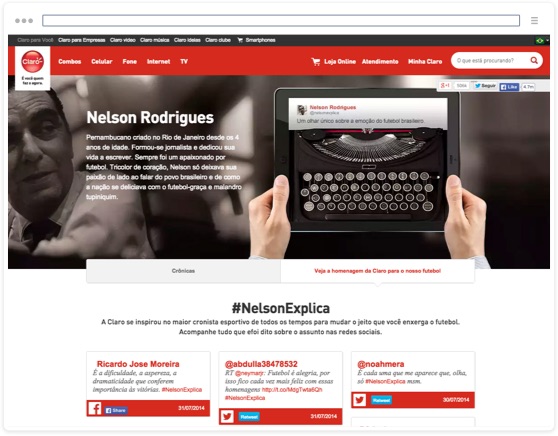 Claro para Você Claro para Empresas Claro video Claro música Claro ideias Claro clube Smartphones
Claro
É você quem faz o agora.
Combos Celular Fone Internet TV Loja Online Atendimento Minha Claro O que está procurando?
+1 Seguir Like
Nelson Rodrigues
Pernambucano criado no Rio de Janeiro desde os 4
anos de idade. Formou-se jornalista e dedicou sua
vida a escrever. Sempre foi um apaixonado por
futebol. Tricolor de coração, Nelson só deixava sua
paixão de lado ao falar do povo brasileiro e de como
a nação se deliciava com o futebol-graça e malandro
tupiniquim.
Nelson Rodrigues
@nelsonexplica
Um olhar único sobre a emoção do futebol brasileiro.
Crônicas Veja a homenagem da Claro para o nosso futebol
#NelsonExplica
A Claro se inspirou no maior cronista esportivo de todos os tempos para mudar o jeito que você enxerga o futebol.
Acompanhe tudo que efoi dito sobre o assunto nas redes sociais.
Ricardo Jose Moreira
É a dificuldade, a aspereza, a
dramaticidade que conferem
importância às vitórias. #NelsonExplica
Share 31/07/2014
@abdulla38478532
RT @neymarjr: Futebol é alegria, por
isso fico cada vez mais feliz com essas
homenagens http://t.co/MdgTwta6Qh
#NelsonExplica
Retweet 31/07/2014
@noahmera
É cada uma que me aparece que, olha,
só #NelsonExplica msm.
Retweet 30/07/2014